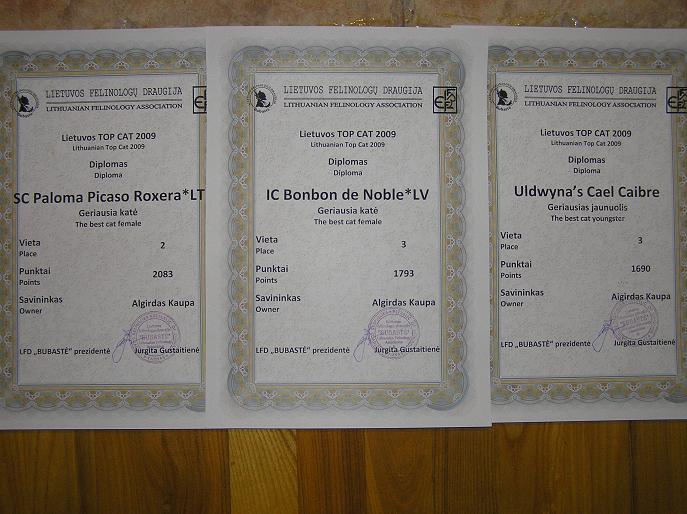 LIETUVOS FELINOLOGŲ DRAUGIJA
LITHUANIAN FELINOLOGY ASSOCIATION
Lietuvos TOP CAT 2009
Lithuanian Top Cat 2009
Diplomas
Diploma
SC Paloma Picaso Roxera*LT
Geriausia katė
The best cat female
Vieta 2
Place
Punktai 2083
Points
Savininkas Algirdas Kaupa
Owner
LFD „BUBASTĖ” prezidentė Jurgita Gustaitienė
LIETUVOS FELINOLOGŲ DRAUGIJA
LITHUANIAN FELINOLOGY ASSOCIATION
Lietuvos TOP CAT 2009
Lithuanian Top Cat 2009
Diplomas
Diploma
IC Bonbon de Noble*LV
Geriausia katė
The best cat female
Vieta 3
Place
Punktai 1793
Points
Savininkas Algirdas Kaupa
Owner
LFD „BUBASTĖ” prezidentė Jurgita Gustaitienė
LIETUVOS FELINOLOGŲ DRAUGIJA
LITHUANIAN FELINOLOGY ASSOCIATION
Lietuvos TOP CAT 2009
Lithuanian Top Cat 2009
Diplomas
Diploma
Uldwyna's Cael Caibre
Geriausias jaunuolis
The best cat youngster
Vieta 3
Place
Punktai 1690
Points
Savininkas Algirdas Kaupa
Owner
LFD „BUBASTĖ” prezidentė Jurgita Gustaitienė